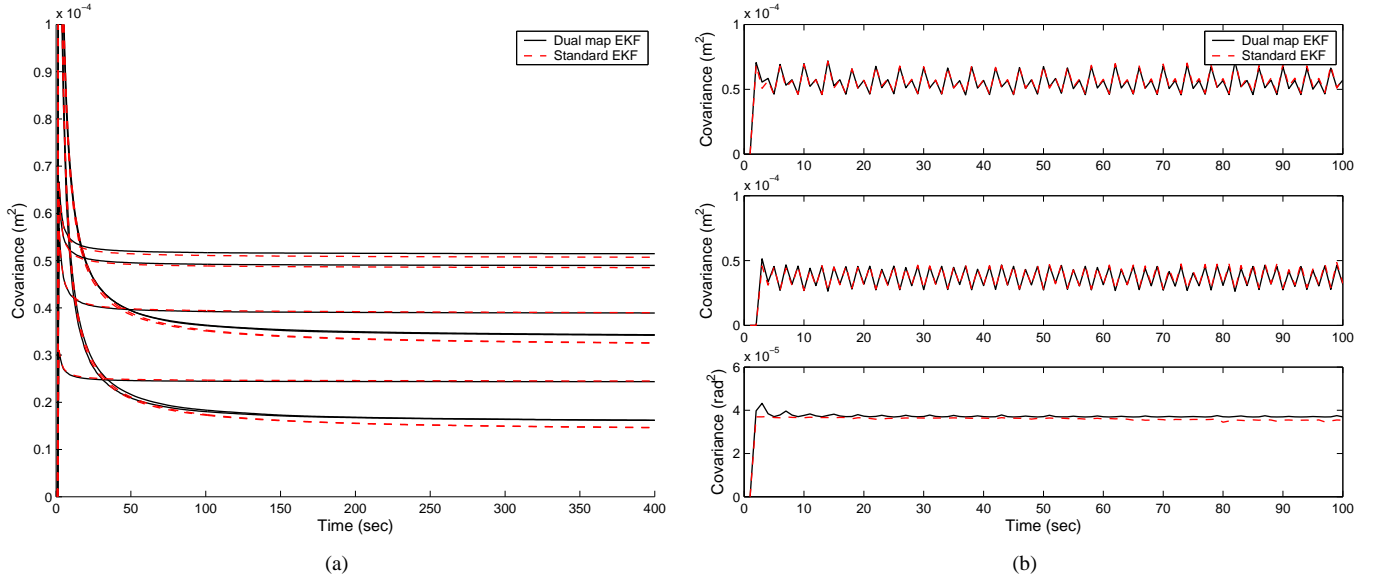 x 10⁻⁴
1
0.9
0.8
0.7
0.6
0.5
0.4
0.3
0.2
0.1
0
Covariance (m²)
0 50 100 150 200 250 300 350 400
Time (sec)
Dual map EKF
Standard EKF
(a)
x 10⁻⁴
1
0.5
0
Covariance (m²)
0 10 20 30 40 50 60 70 80 90 100
Dual map EKF
Standard EKF
x 10⁻⁴
1
0.5
0
Covariance (m²)
0 10 20 30 40 50 60 70 80 90 100
x 10⁻⁵
6
4
2
0
Covariance (rad²)
0 10 20 30 40 50 60 70 80 90 100
Time (sec)
(b)